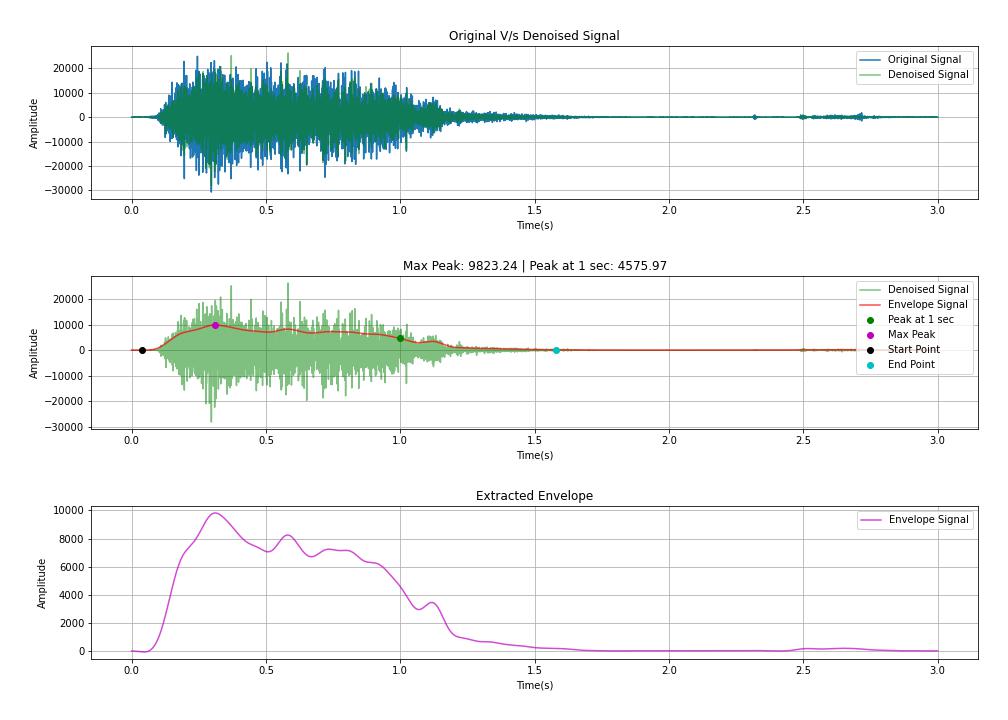 Original V/s Denoised Signal
20000
10000
0
−10000
−20000
−30000
Amplitude
Original Signal
Denoised Signal
0.0 0.5 1.0 1.5 2.0 2.5 3.0
Time(s)
Max Peak: 9823.24 | Peak at 1 sec: 4575.97
20000
10000
0
−10000
−20000
−30000
Amplitude
Denoised Signal
Envelope Signal
Peak at 1 sec
Max Peak
Start Point
End Point
0.0 0.5 1.0 1.5 2.0 2.5 3.0
Time(s)
Extracted Envelope
10000
8000
6000
4000
2000
0
Amplitude
Envelope Signal
0.0 0.5 1.0 1.5 2.0 2.5 3.0
Time(s)